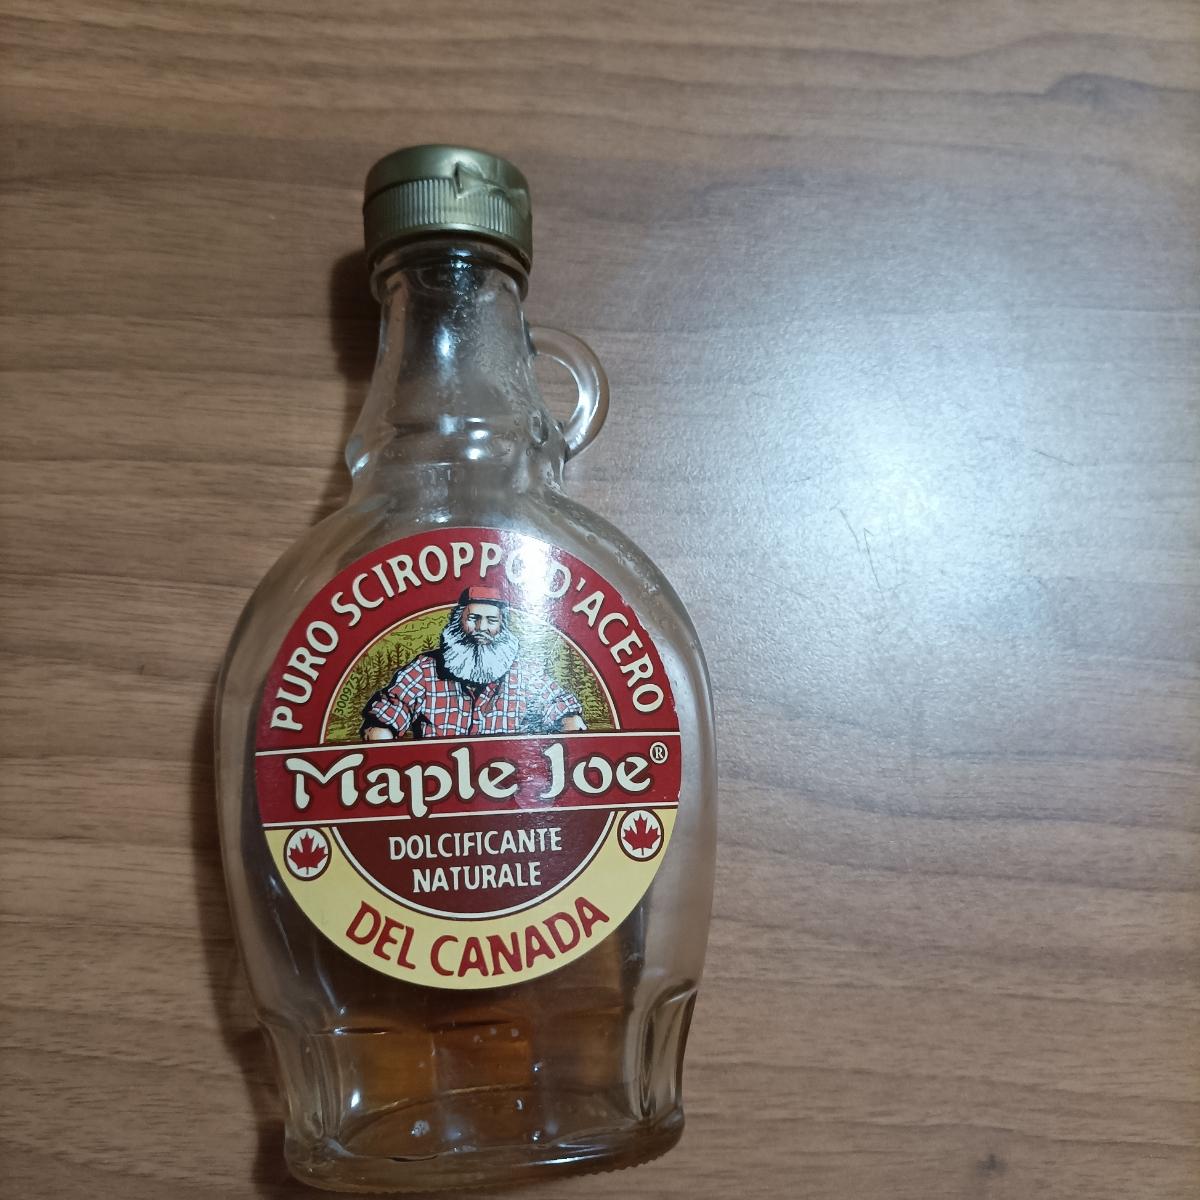 PURO SCIROPPO D'ACERO
Maple Joe®
DOLCIFICANTE
NATURALE
DEL CANADA